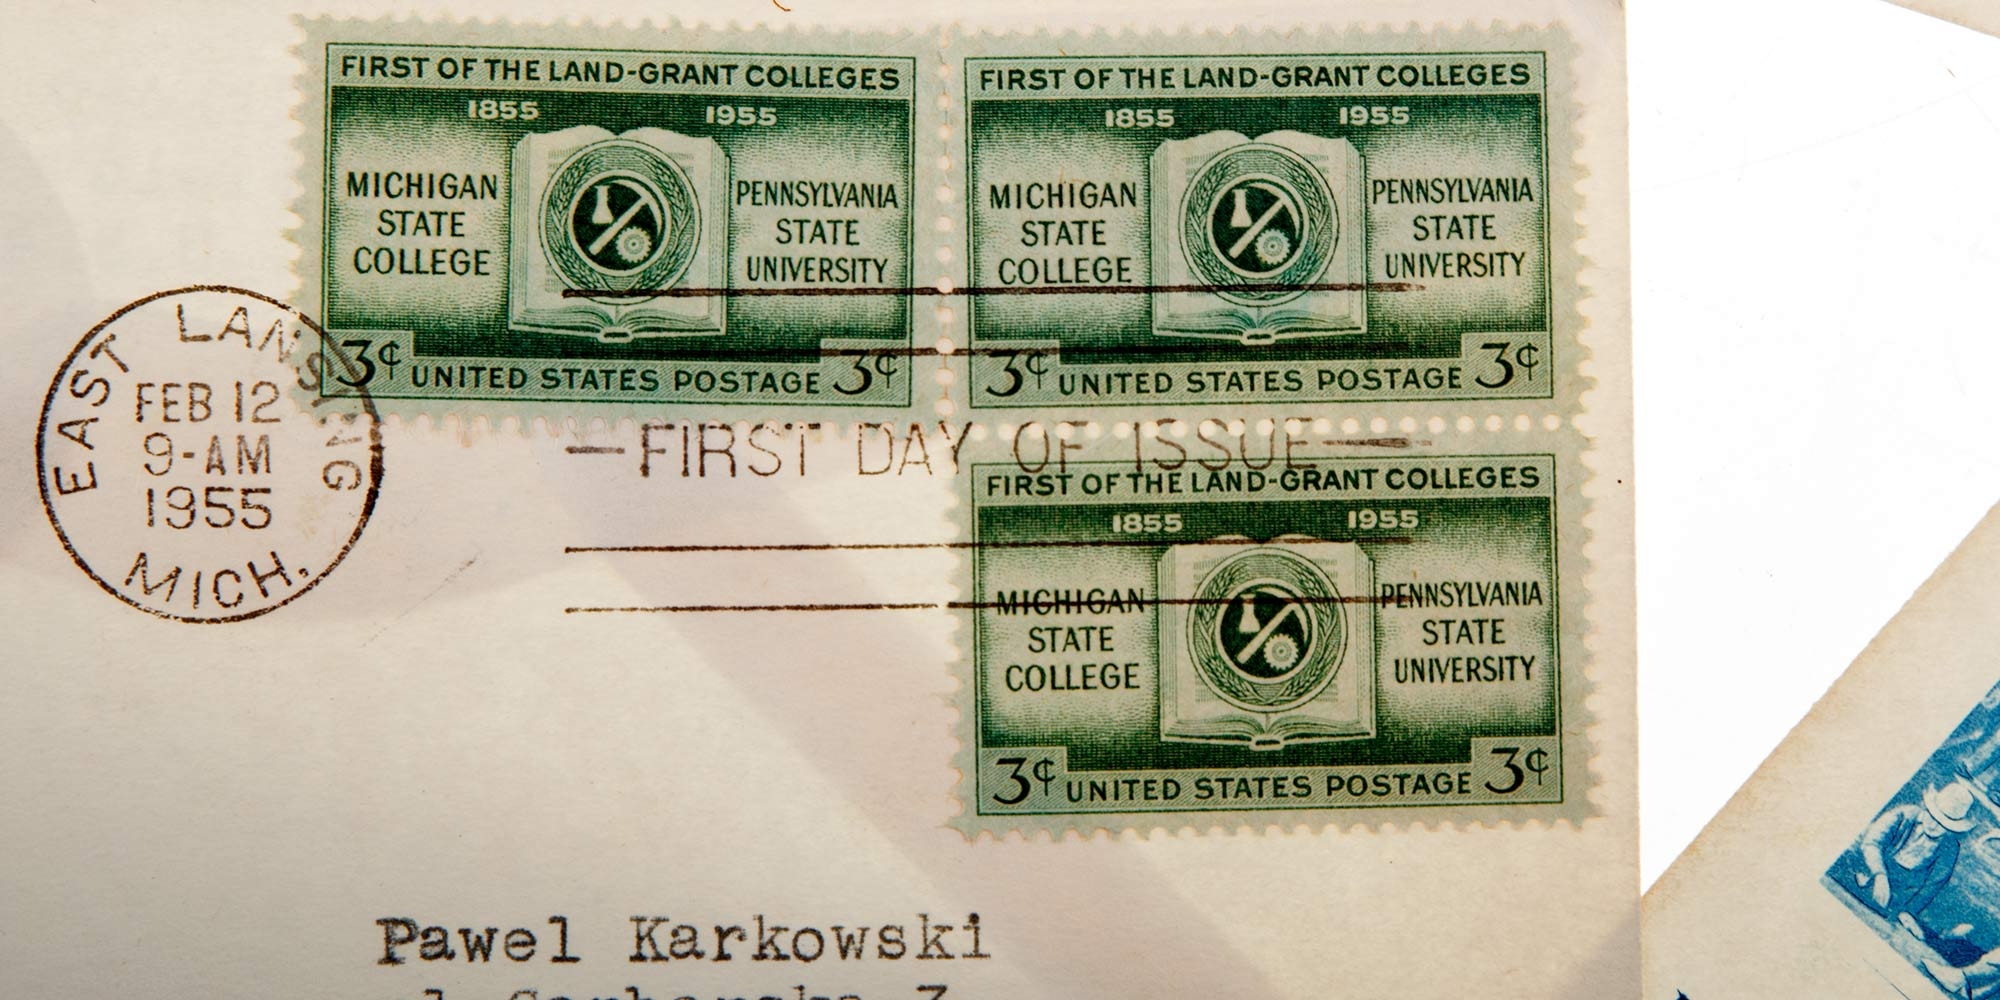 FIRST OF THE LAND-GRANT COLLEGES
1855 1955
MICHIGAN
STATE
COLLEGE
PENNSYLVANIA
STATE
UNIVERSITY
3¢ UNITED STATES POSTAGE 3¢
FIRST OF THE LAND-GRANT COLLEGES
1855 1955
MICHIGAN
STATE
COLLEGE
PENNSYLVANIA
STATE
UNIVERSITY
3¢ UNITED STATES POSTAGE 3¢
EAST LANSING
FEB 12
9-AM
1955
MICH.
—FIRST DAY OF ISSUE—
FIRST OF THE LAND-GRANT COLLEGES
1855 1955
MICHIGAN
STATE
COLLEGE
PENNSYLVANIA
STATE
UNIVERSITY
3¢ UNITED STATES POSTAGE 3¢
Pawel Karkowski